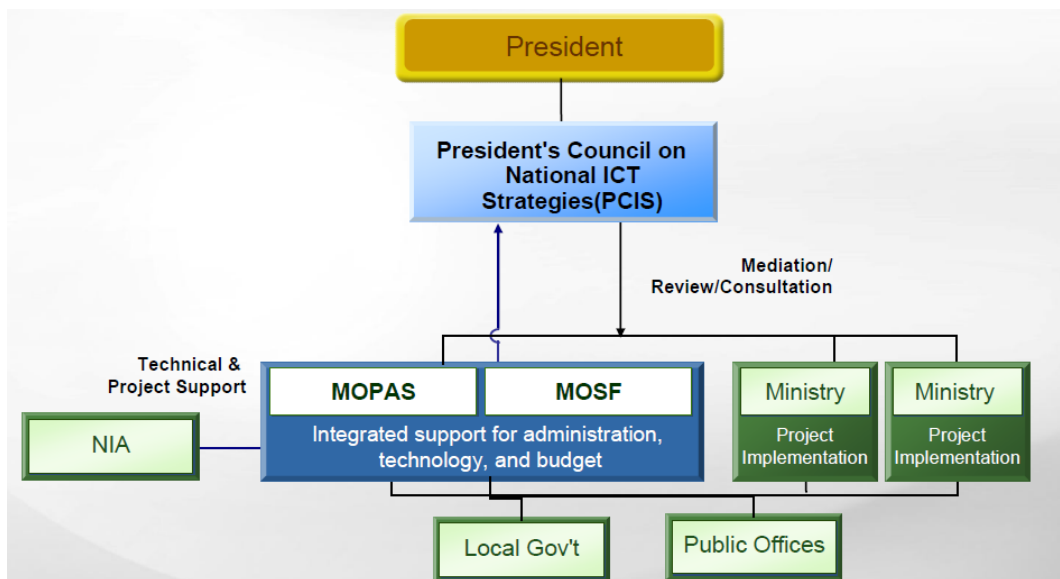 President
President's Council on
National ICT
Strategies(PCIS)
Mediation/
Review/Consultation
Technical &
Project Support
MOPAS
MOSF
Integrated support for administration,
technology, and budget
Ministry
Project
Implementation
Ministry
Project
Implementation
NIA
Local Gov't
Public Offices